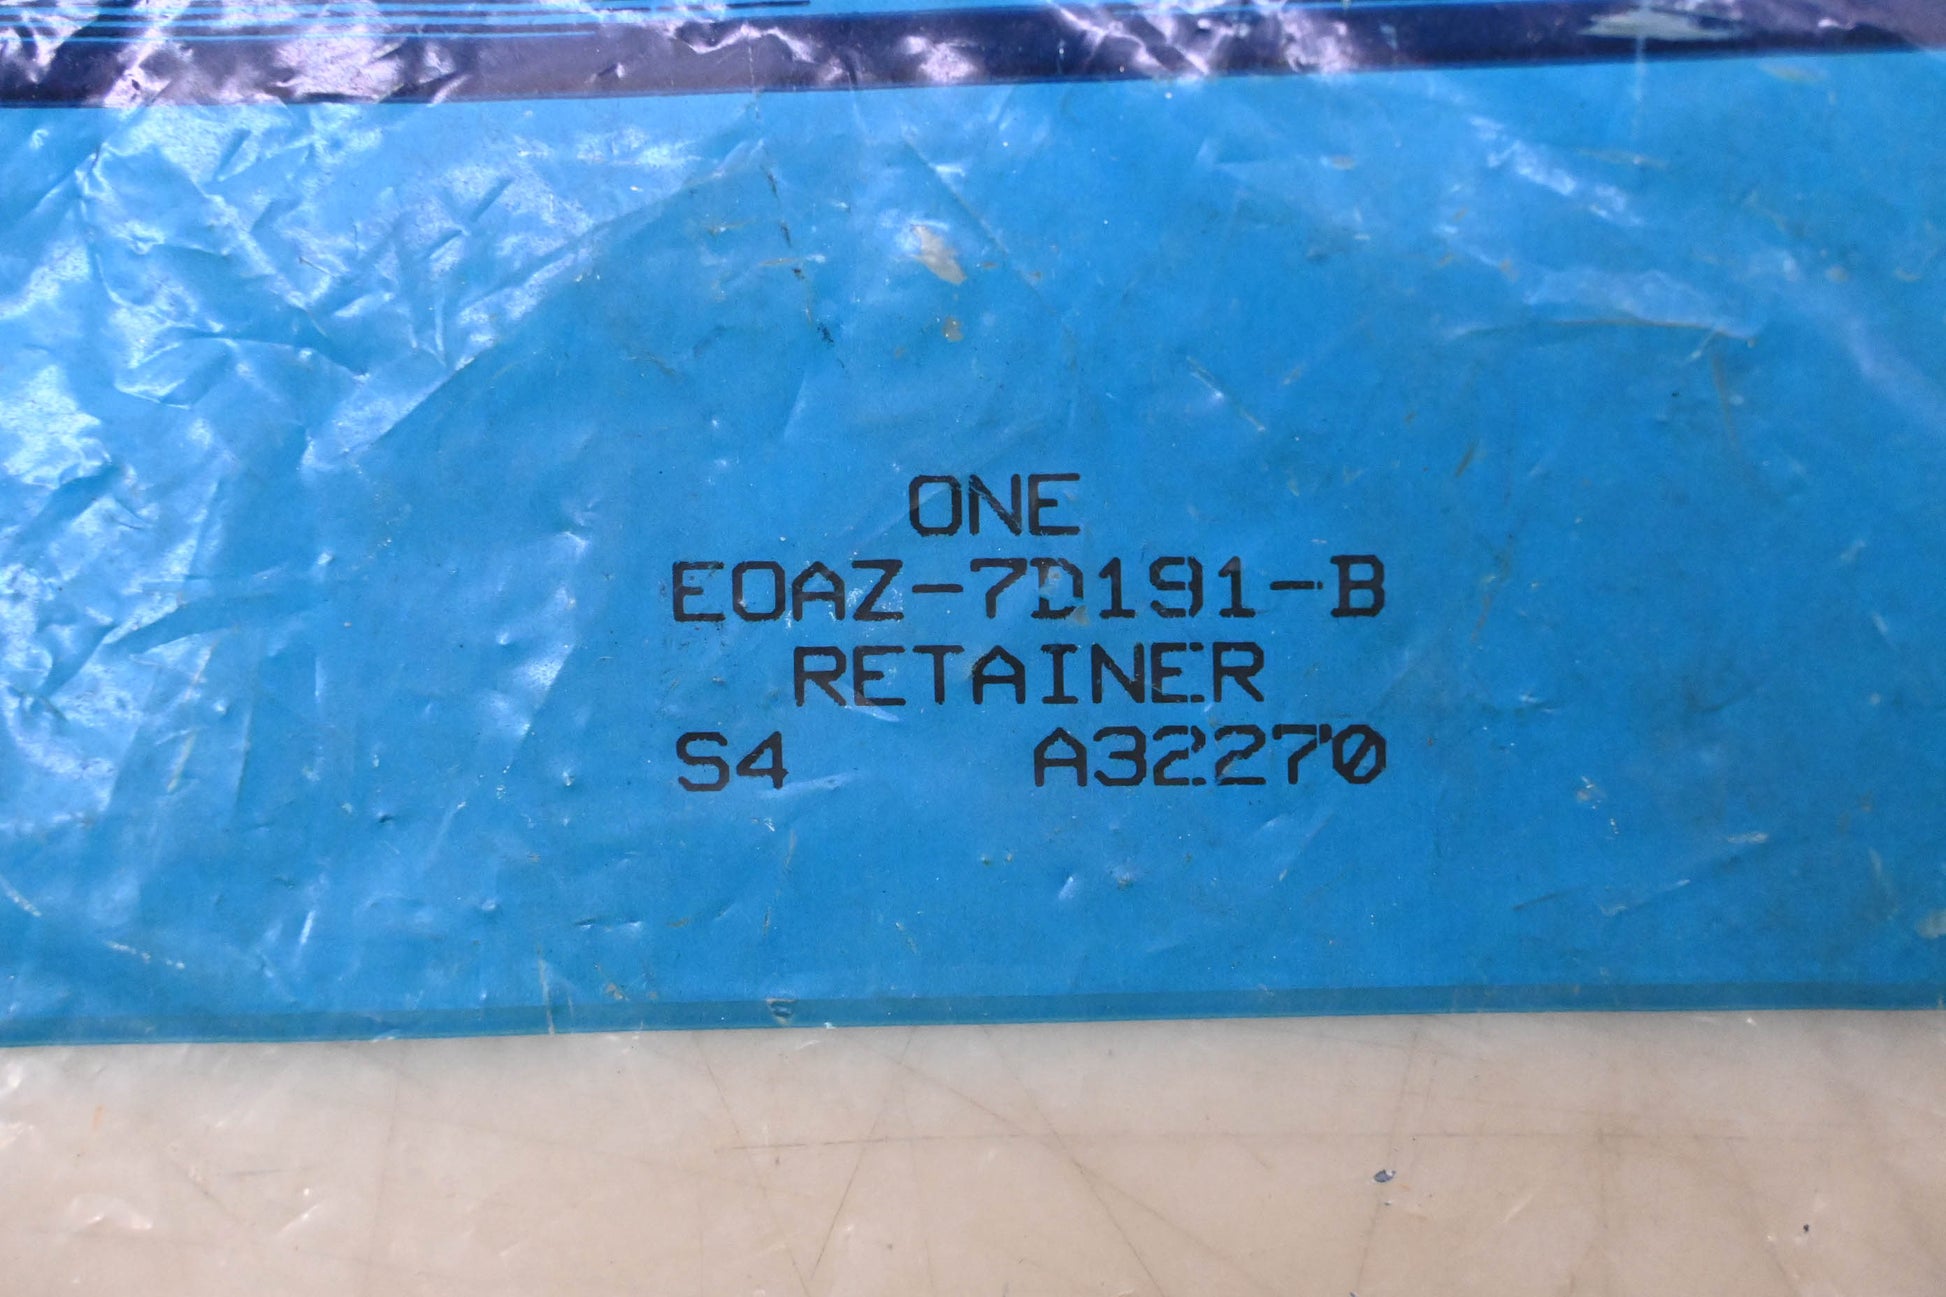 ONE
EOAZ-7D191-B
RETAINER
S4 A32270